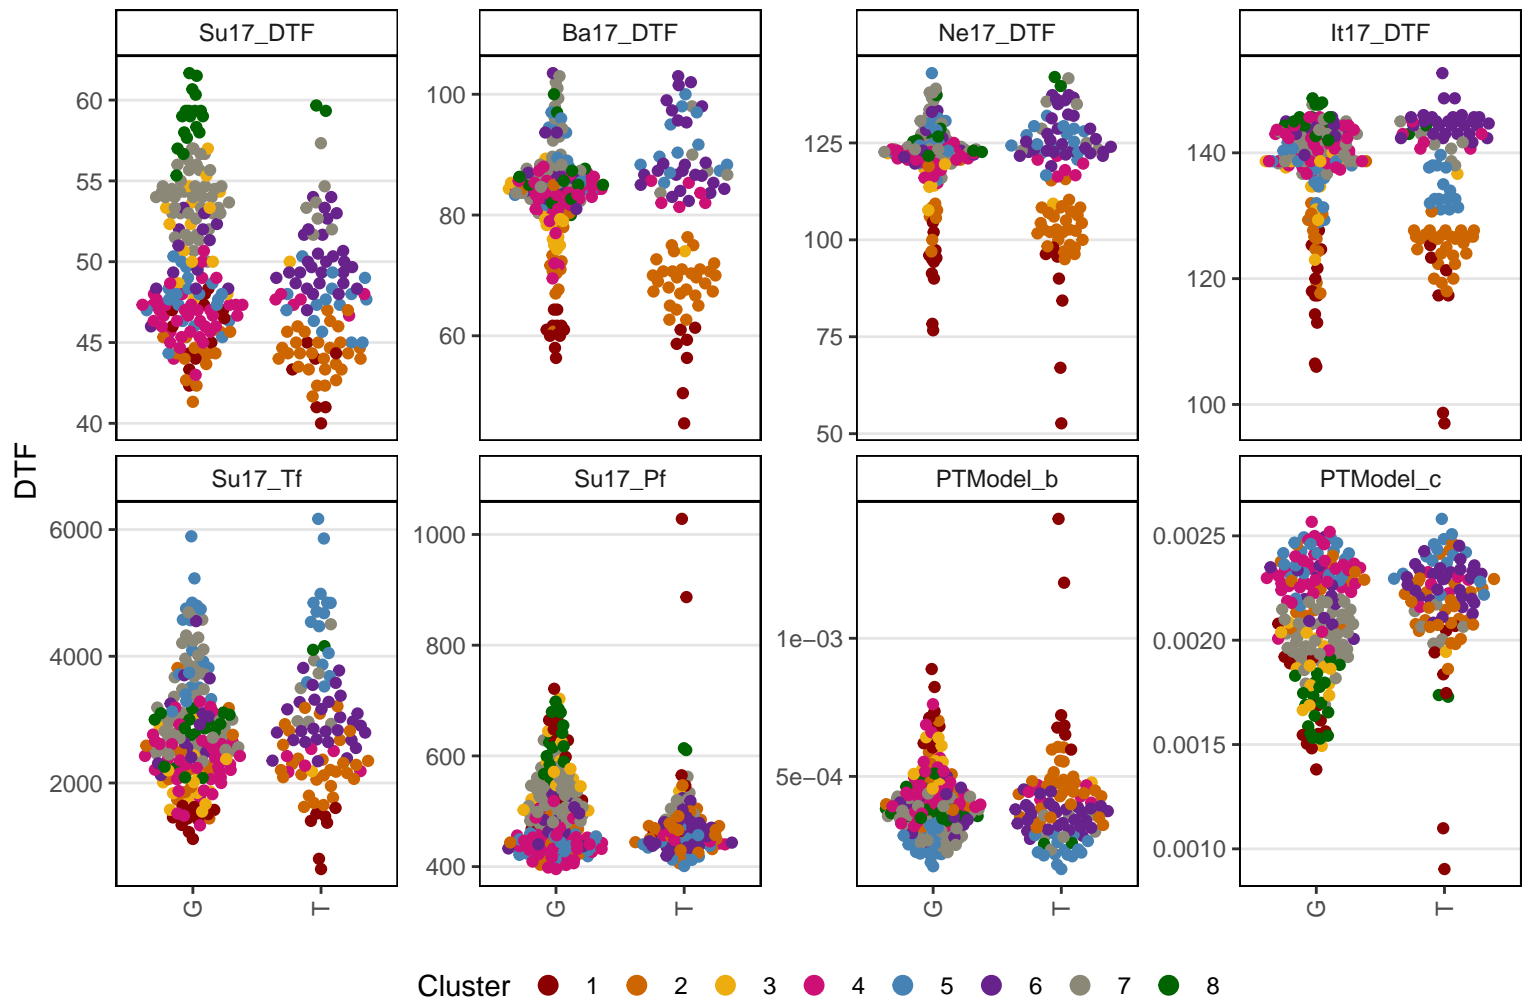 Su17_DTF
Ba17_DTF
Ne17_DTF
It17_DTF
60
55
50
45
40
100
80
60
125
100
75
50
140
120
100
DTF
Su17_Tf
Su17_Pf
PTModel_b
PTModel_c
6000
4000
2000
1000
800
600
400
1e−03
5e−04
0.0025
0.0020
0.0015
0.0010
G
T
G
T
G
T
G
T
Cluster 1 2 3 4 5 6 7 8